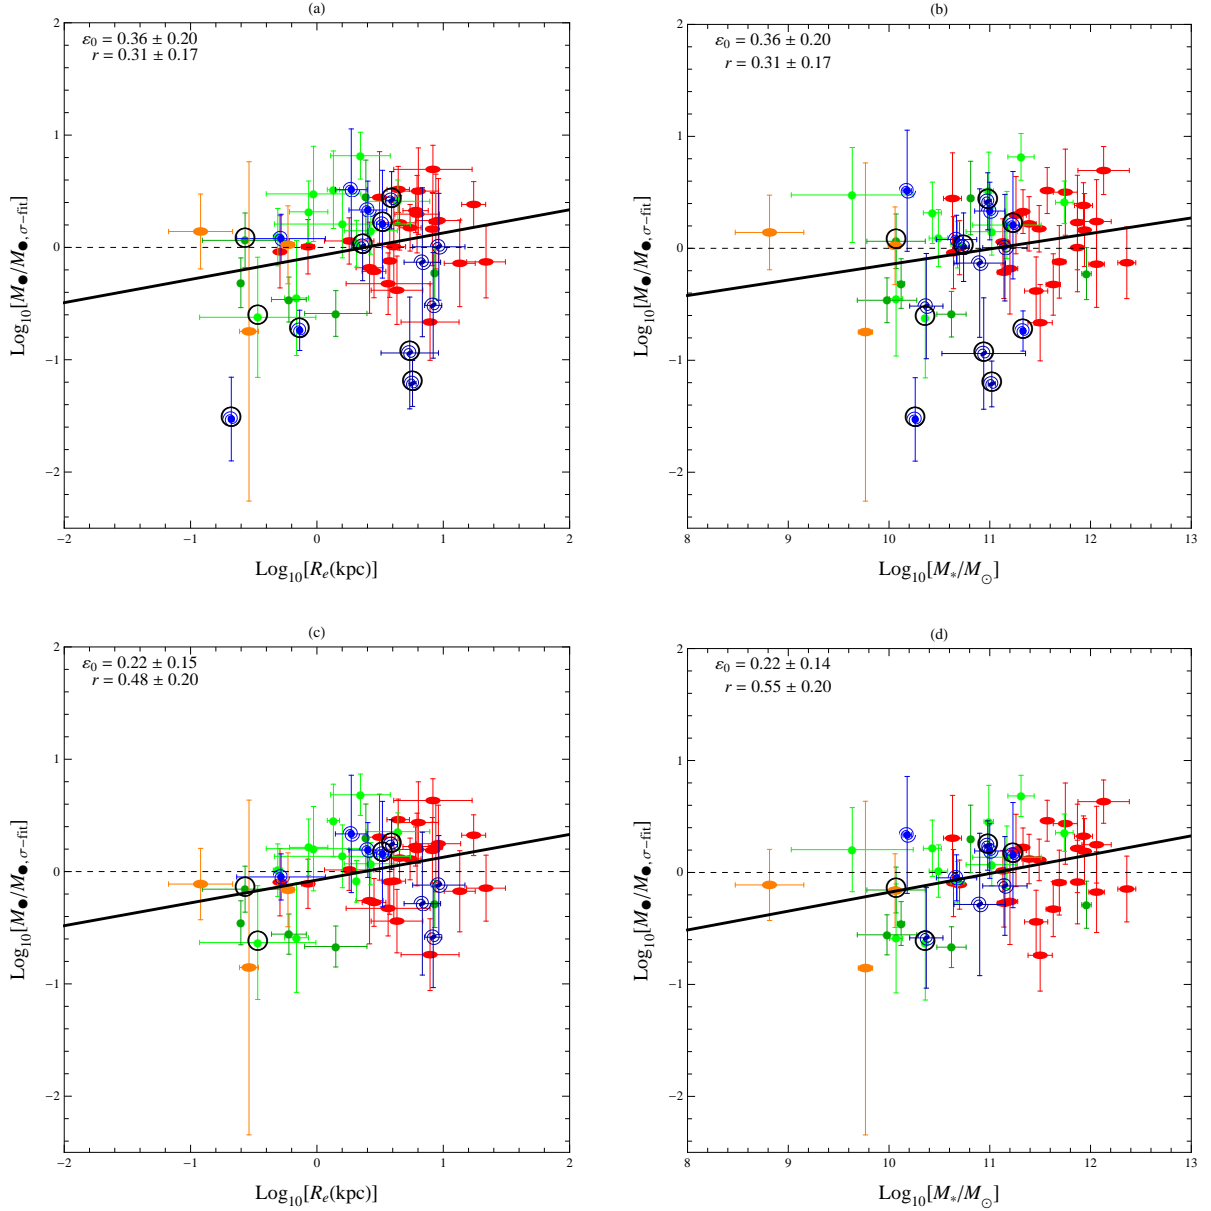 (a)
ε₀ = 0.36 ± 0.20
r = 0.31 ± 0.17
2
1
0
−1
−2
Log₁₀[M●/M●,σ−fit]
−2 −1 0 1 2
Log₁₀[Rₑ(kpc)]
(b)
ε₀ = 0.36 ± 0.20
r = 0.31 ± 0.17
2
1
0
−1
−2
Log₁₀[M●/M●,σ−fit]
8 9 10 11 12 13
Log₁₀[M*/M⊙]
(c)
ε₀ = 0.22 ± 0.15
r = 0.48 ± 0.20
2
1
0
−1
−2
Log₁₀[M●/M●,σ−fit]
−2 −1 0 1 2
Log₁₀[Rₑ(kpc)]
(d)
ε₀ = 0.22 ± 0.14
r = 0.55 ± 0.20
2
1
0
−1
−2
Log₁₀[M●/M●,σ−fit]
8 9 10 11 12 13
Log₁₀[M*/M⊙]